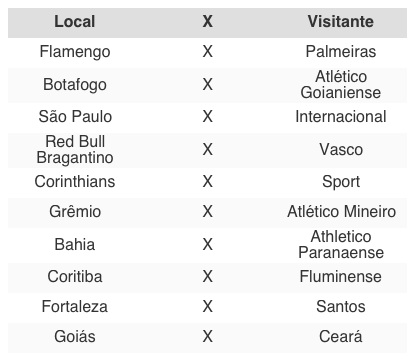 Local X Visitante
Flamengo X Palmeiras
Botafogo X Atlético Goianiense
São Paulo X Internacional
Red Bull Bragantino X Vasco
Corinthians X Sport
Grêmio X Atlético Mineiro
Bahia X Athletico Paranaense
Coritiba X Fluminense
Fortaleza X Santos
Goiás X Ceará